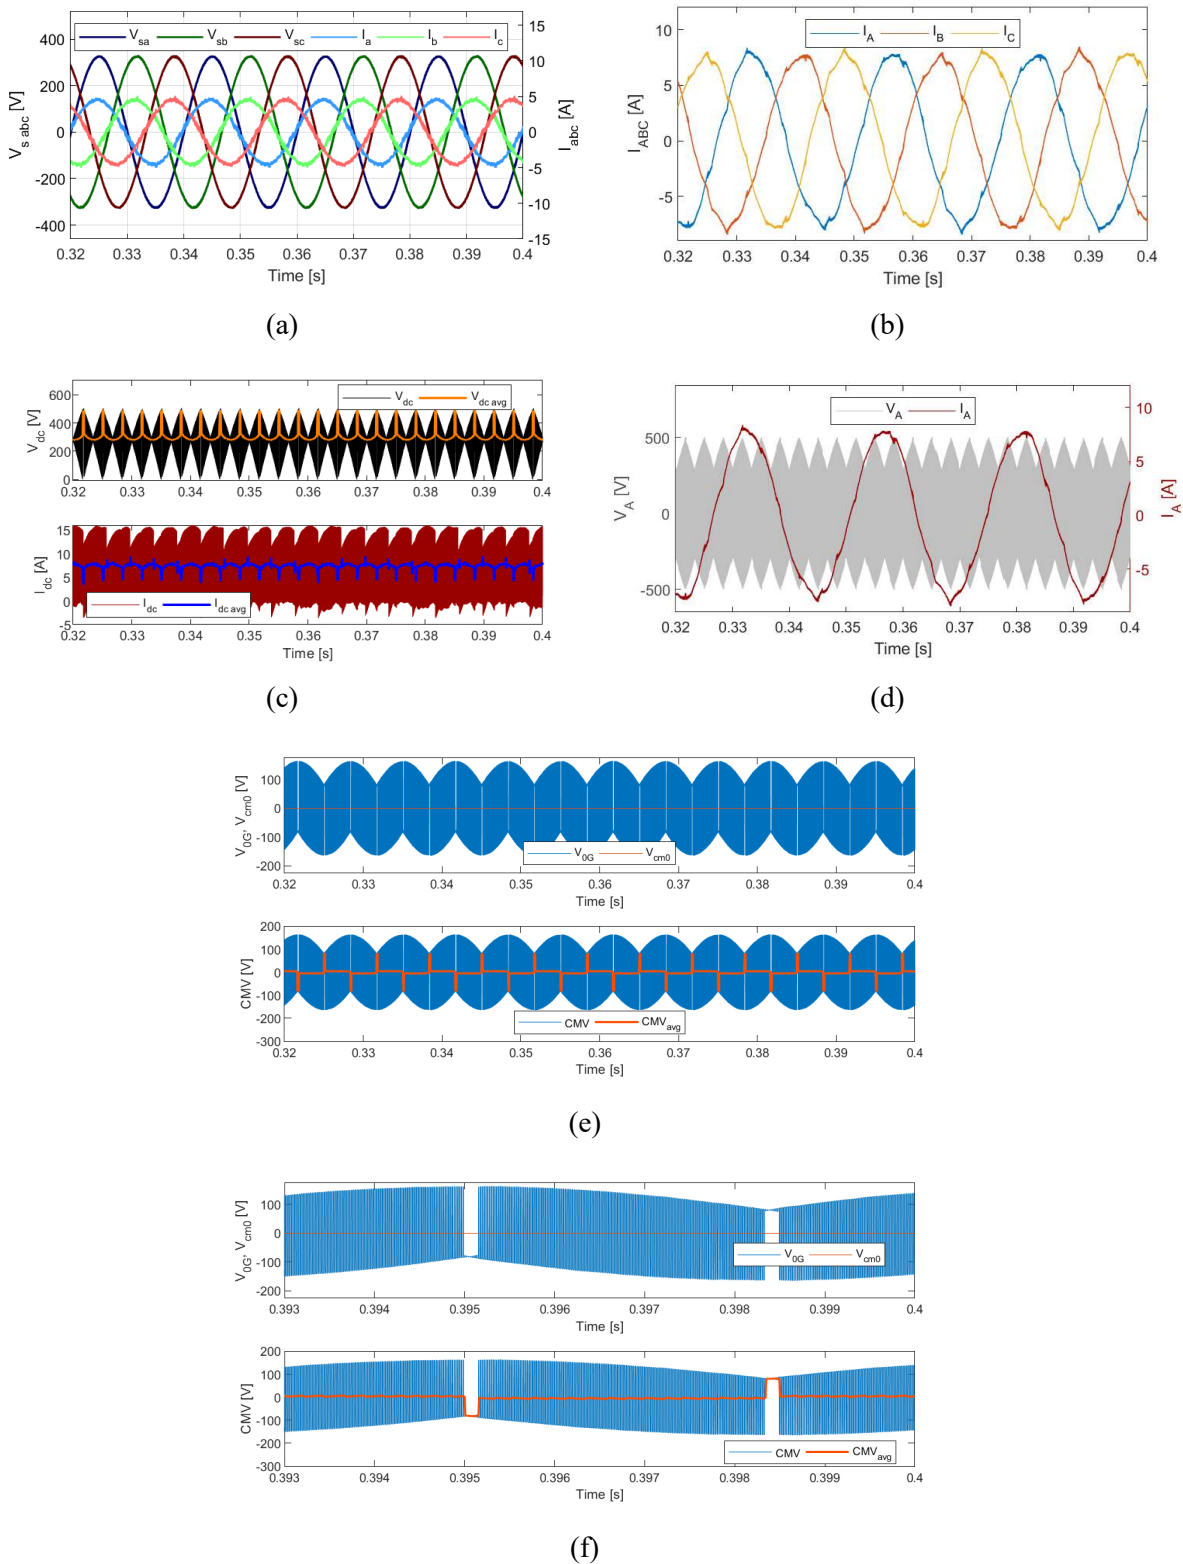 V_sa V_sb V_sc I_a I_b I_c
400
200
0
-200
-400
V_s abc [V]
15
10
5
0
-5
-10
-15
I_abc [A]
0.32 0.33 0.34 0.35 0.36 0.37 0.38 0.39 0.4
Time [s]
(a)
I_A I_B I_C
10
5
0
-5
I_ABC [A]
0.32 0.33 0.34 0.35 0.36 0.37 0.38 0.39 0.4
Time [s]
(b)
V_dc V_dc avg
600
400
200
0
V_dc [V]
0.32 0.33 0.34 0.35 0.36 0.37 0.38 0.39 0.4
15
10
5
0
-5
I_dc [A]
I_dc I_dc avg
0.32 0.33 0.34 0.35 0.36 0.37 0.38 0.39 0.4
Time [s]
(c)
V_A I_A
500
0
-500
V_A [V]
10
5
0
-5
I_A [A]
0.32 0.33 0.34 0.35 0.36 0.37 0.38 0.39 0.4
Time [s]
(d)
100
0
-100
-200
V_0G, V_cm0 [V]
V_0G V_cm0
0.32 0.33 0.34 0.35 0.36 0.37 0.38 0.39 0.4
Time [s]
200
100
0
-100
-200
-300
CMV [V]
CMV CMV_avg
0.32 0.33 0.34 0.35 0.36 0.37 0.38 0.39 0.4
Time [s]
(e)
100
0
-100
-200
V_0G, V_cm0 [V]
V_0G V_cm0
0.393 0.394 0.395 0.396 0.397 0.398 0.399 0.4
Time [s]
200
100
0
-100
-200
-300
CMV [V]
CMV CMV_avg
0.393 0.394 0.395 0.396 0.397 0.398 0.399 0.4
Time [s]
(f)